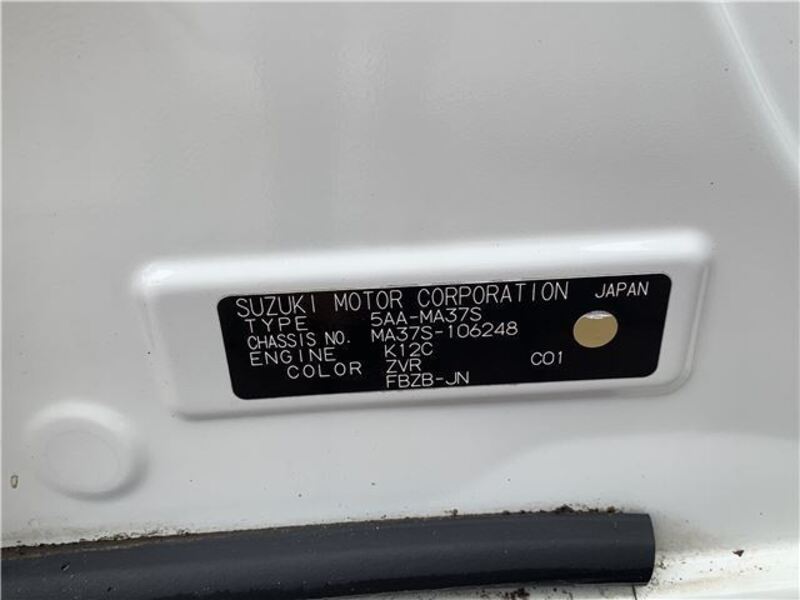 SUZUKI MOTOR CORPORATION JAPAN
TYPE 5AA-MA37S
CHASSIS NO. MA37S-106248
ENGINE K12C
COLOR ZVR C01
FBZB-JN